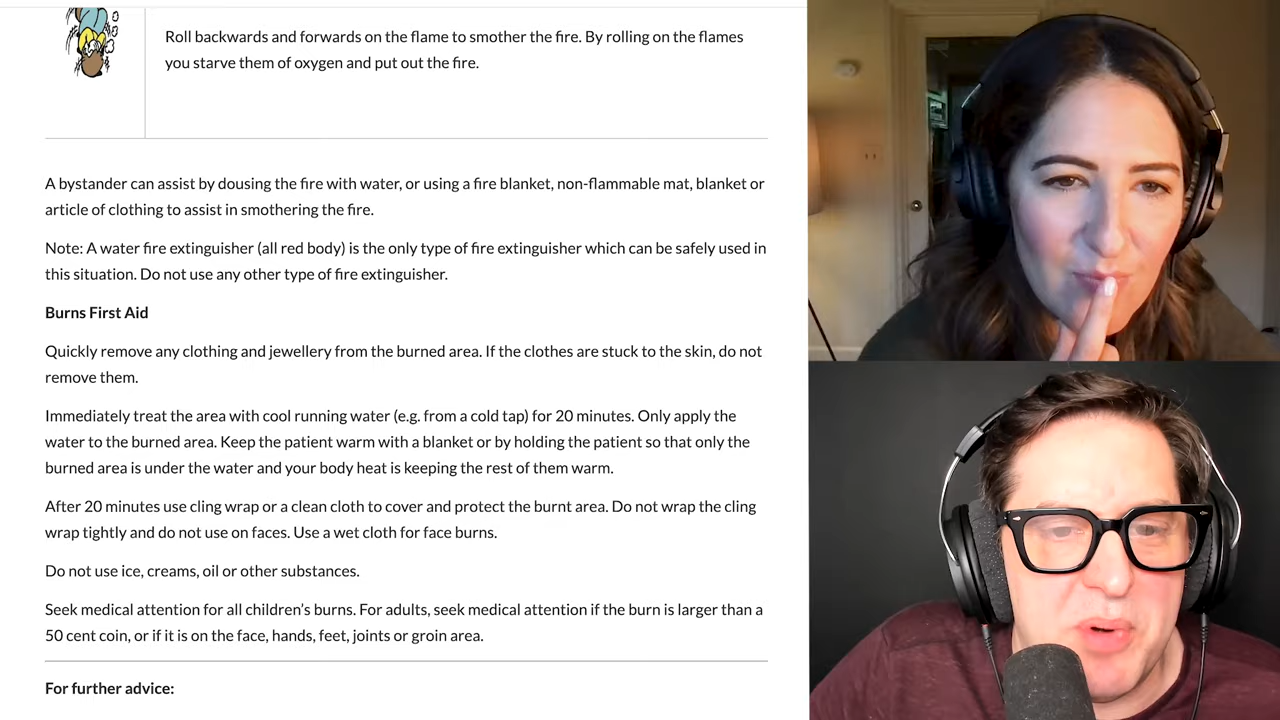 Roll backwards and forwards on the flame to smother the fire. By rolling on the flames
you starve them of oxygen and put out the fire.
A bystander can assist by dousing the fire with water, or using a fire blanket, non-flammable mat, blanket or
article of clothing to assist in smothering the fire.
Note: A water fire extinguisher (all red body) is the only type of fire extinguisher which can be safely used in
this situation. Do not use any other type of fire extinguisher.
Burns First Aid
Quickly remove any clothing and jewellery from the burned area. If the clothes are stuck to the skin, do not
remove them.
Immediately treat the area with cool running water (e.g. from a cold tap) for 20 minutes. Only apply the
water to the burned area. Keep the patient warm with a blanket or by holding the patient so that only the
burned area is under the water and your body heat is keeping the rest of them warm.
After 20 minutes use cling wrap or a clean cloth to cover and protect the burnt area. Do not wrap the cling
wrap tightly and do not use on faces. Use a wet cloth for face burns.
Do not use ice, creams, oil or other substances.
Seek medical attention for all children’s burns. For adults, seek medical attention if the burn is larger than a
50 cent coin, or if it is on the face, hands, feet, joints or groin area.
For further advice: